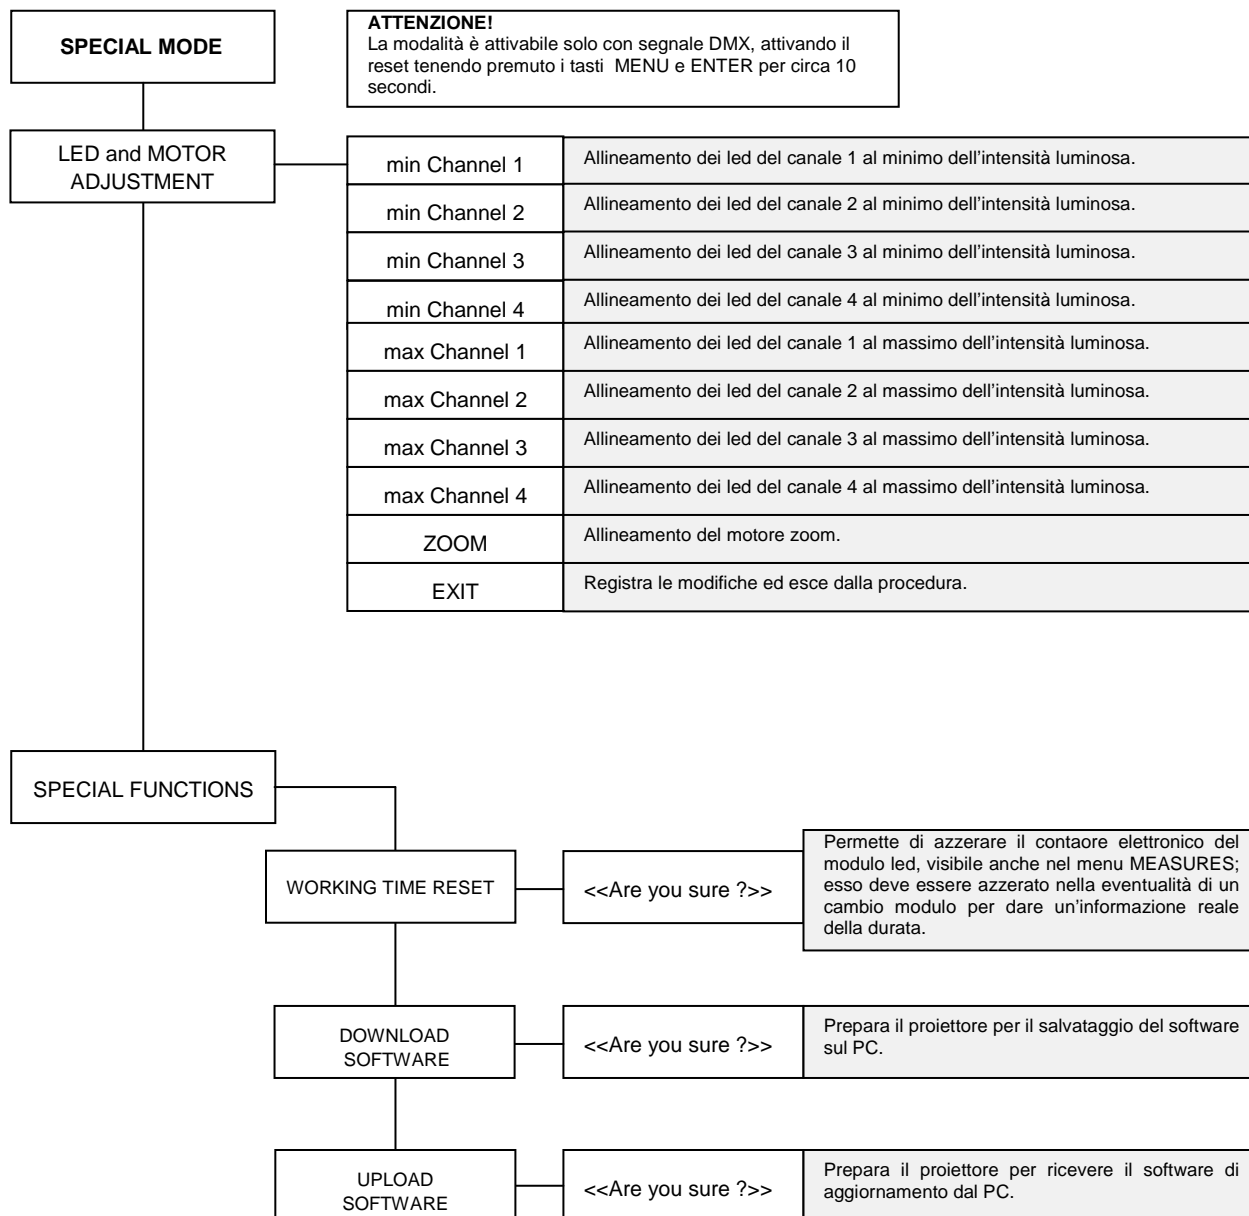 SPECIAL MODE
ATTENZIONE!
La modalità è attivabile solo con segnale DMX, attivando il
reset tenendo premuto i tasti  MENU e ENTER per circa 10
secondi.
LED and MOTOR
ADJUSTMENT
min Channel 1
Allineamento dei led del canale 1 al minimo dell'intensità luminosa.
min Channel 2
Allineamento dei led del canale 2 al minimo dell'intensità luminosa.
min Channel 3
Allineamento dei led del canale 3 al minimo dell'intensità luminosa.
min Channel 4
Allineamento dei led del canale 4 al minimo dell'intensità luminosa.
max Channel 1
Allineamento dei led del canale 1 al massimo dell'intensità luminosa.
max Channel 2
Allineamento dei led del canale 2 al massimo dell'intensità luminosa.
max Channel 3
Allineamento dei led del canale 3 al massimo dell'intensità luminosa.
max Channel 4
Allineamento dei led del canale 4 al massimo dell'intensità luminosa.
ZOOM
Allineamento del motore zoom.
EXIT
Registra le modifiche ed esce dalla procedura.
SPECIAL FUNCTIONS
WORKING TIME RESET
<<Are you sure ?>>
Permette di azzerare il contaore elettronico del
modulo led, visibile anche nel menu MEASURES;
esso deve essere azzerato nella eventualità di un
cambio modulo per dare un'informazione reale
della durata.
DOWNLOAD
SOFTWARE
<<Are you sure ?>>
Prepara il proiettore per il salvataggio del software
sul PC.
UPLOAD
SOFTWARE
<<Are you sure ?>>
Prepara il proiettore per ricevere il software di
aggiornamento dal PC.